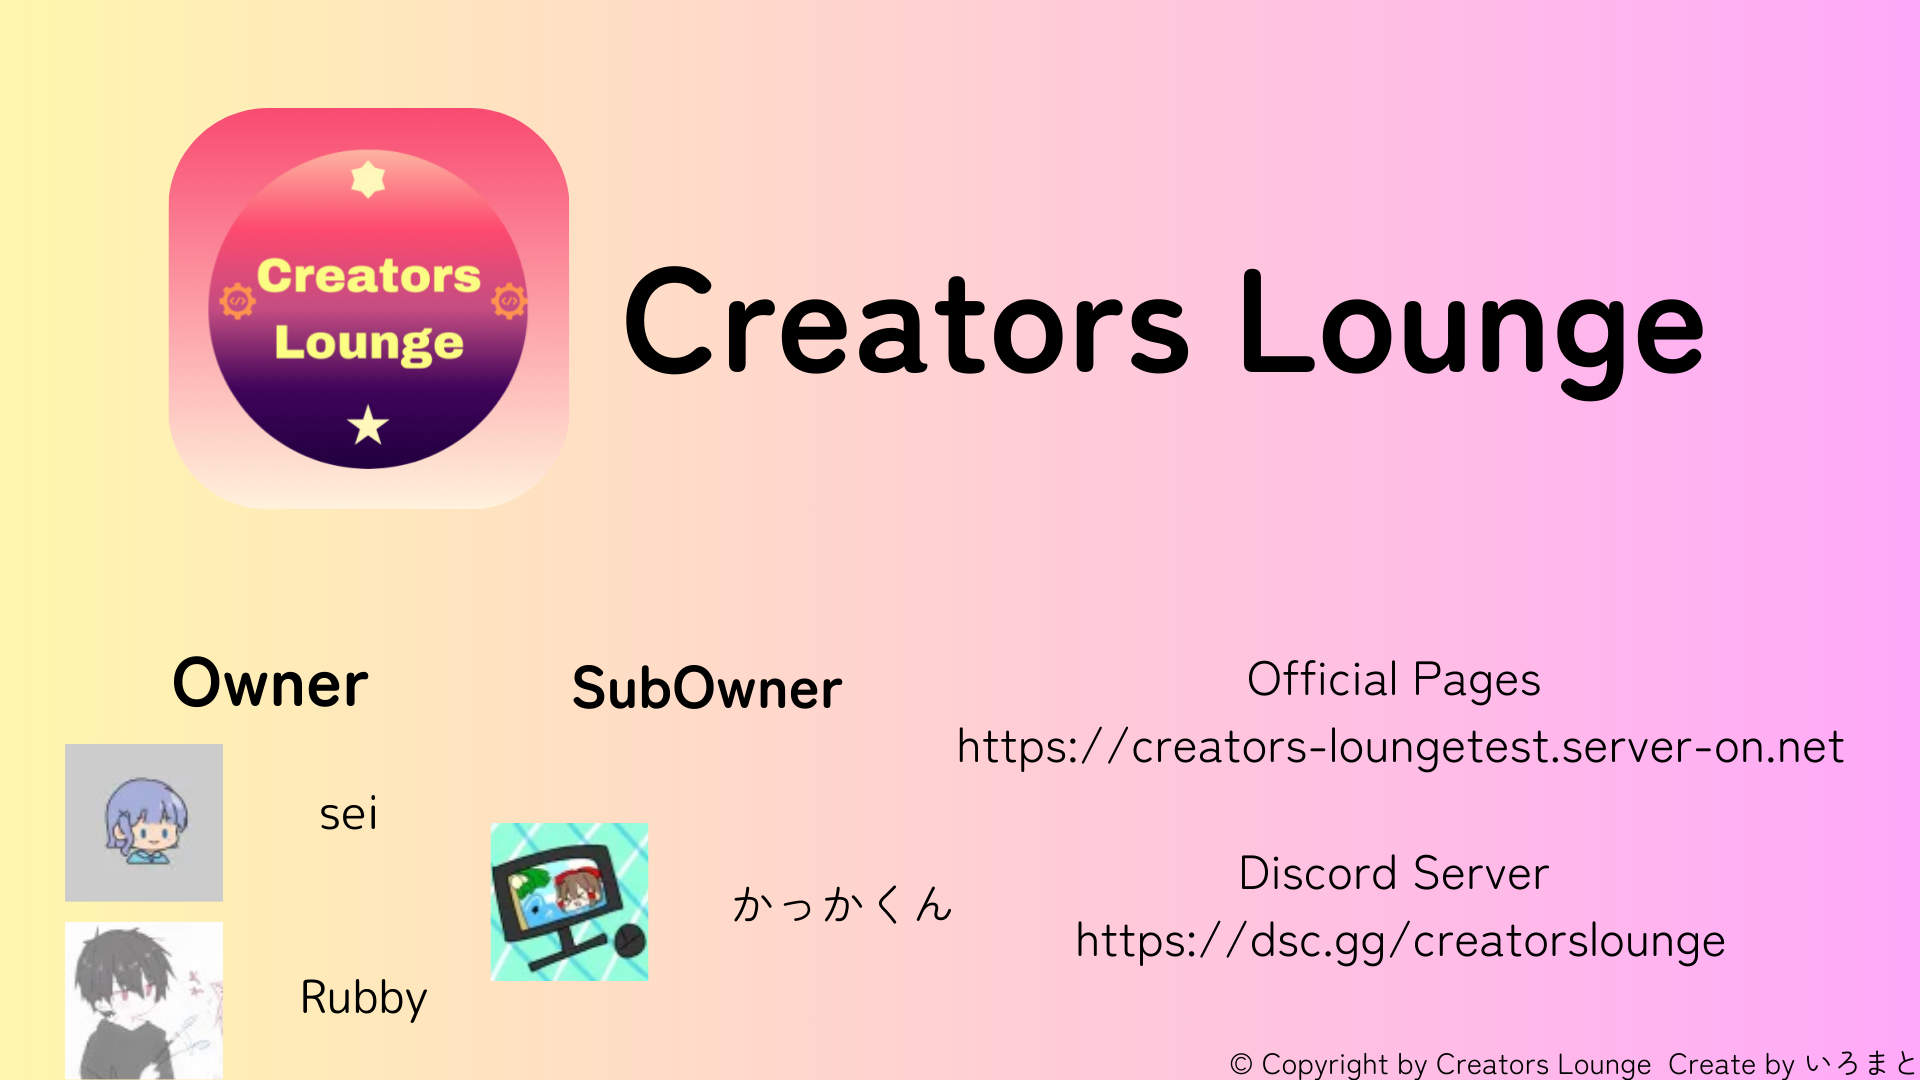 Creators
Lounge
Creators Lounge
Owner
sei
Rubby
SubOwner
かっかくん
Official Pages
https://creators-loungetest.server-on.net
Discord Server
https://dsc.gg/creatorslounge
© Copyright by Creators Lounge Create by いろまと